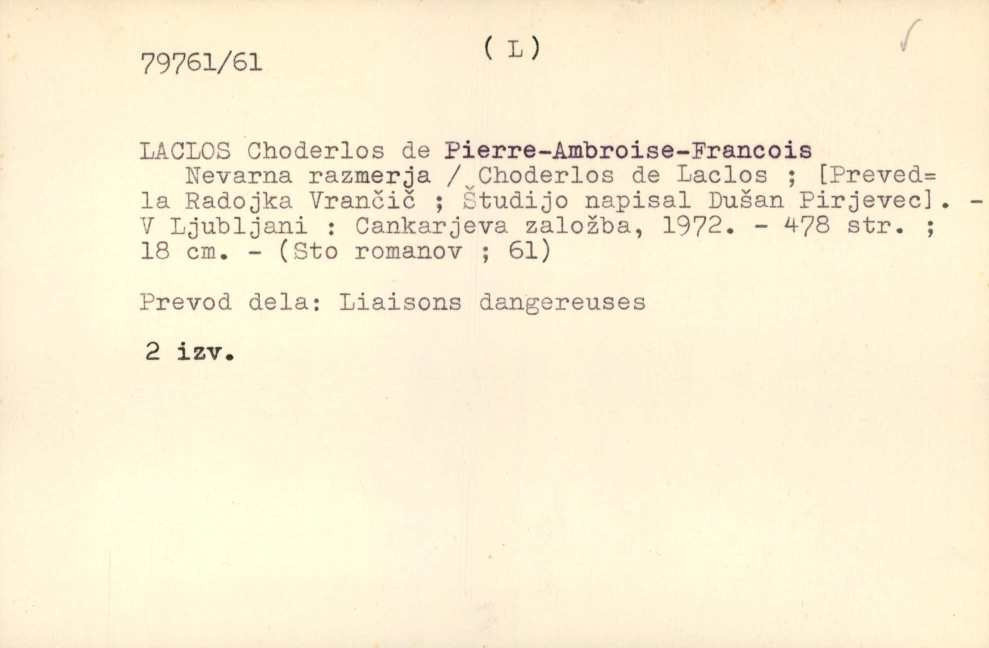 ( L )
79761/61
LACLOS Choderlos de Pierre-Ambroise-Francois
Nevarna razmerja / Choderlos de Laclos ; [Preved=
la Radojka Vrančič ; Študijo napisal Dušan Pirjevec]. -
V Ljubljani : Cankarjeva založba, 1972. - 478 str. ;
18 cm. - (Sto romanov ; 61)
Prevod dela: Liaisons dangereuses
2 izv.